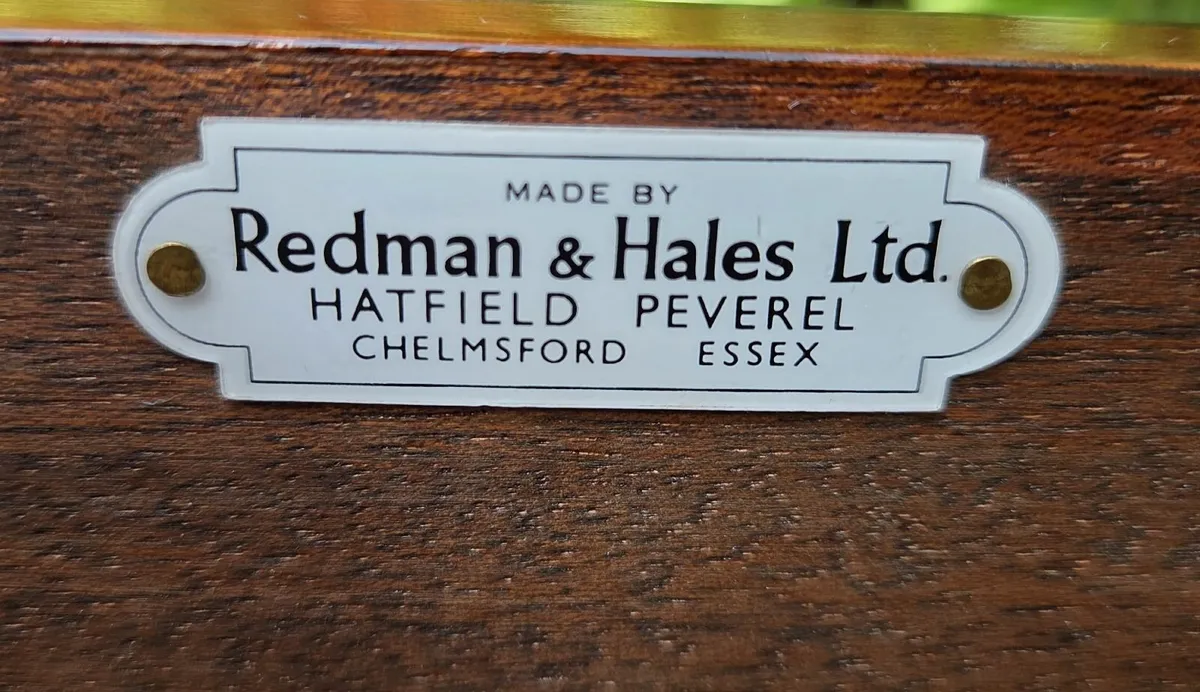 MADE BY
Redman & Hales Ltd.
HATFIELD PEVEREL
CHELMSFORD ESSEX